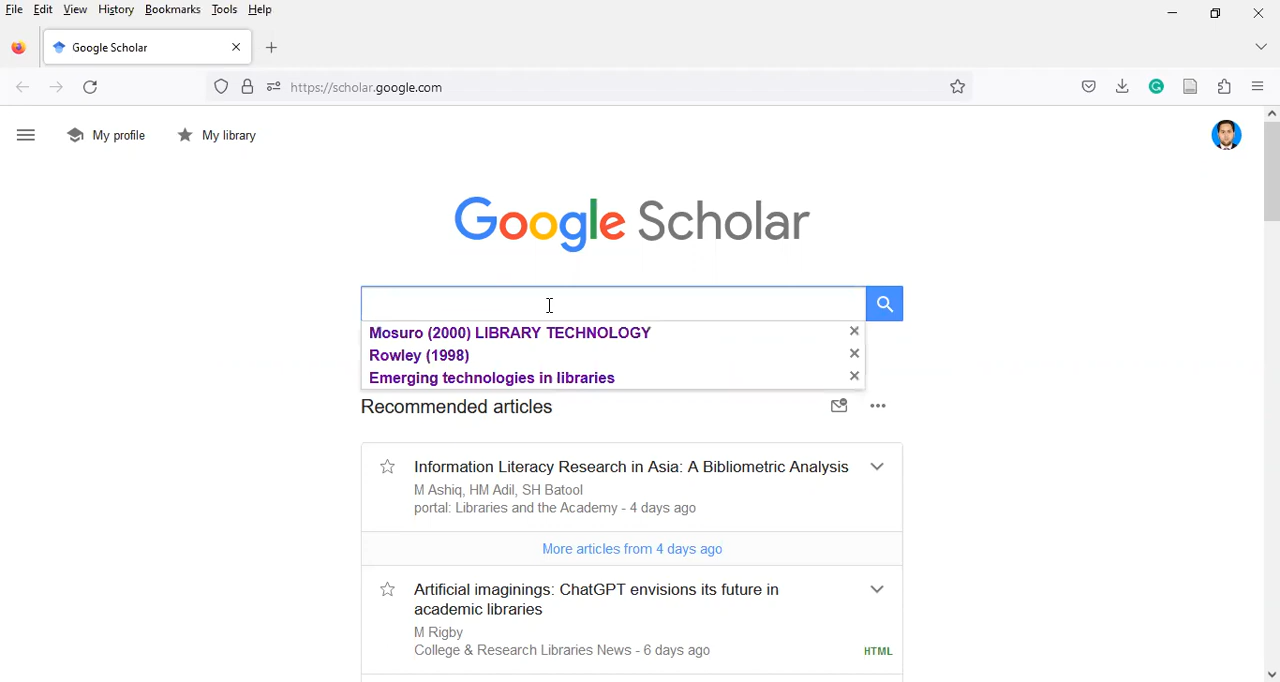 File Edit View History Bookmarks Tools Help
Google Scholar
https://scholar.google.com
My profile My library
Google Scholar
Mosuro (2000) LIBRARY TECHNOLOGY
Rowley (1998)
Emerging technologies in libraries
Recommended articles
Information Literacy Research in Asia: A Bibliometric Analysis
M Ashiq, HM Adil, SH Batool
portal: Libraries and the Academy - 4 days ago
More articles from 4 days ago
Artificial imaginings: ChatGPT envisions its future in
academic libraries
M Rigby
College & Research Libraries News - 6 days ago
HTML